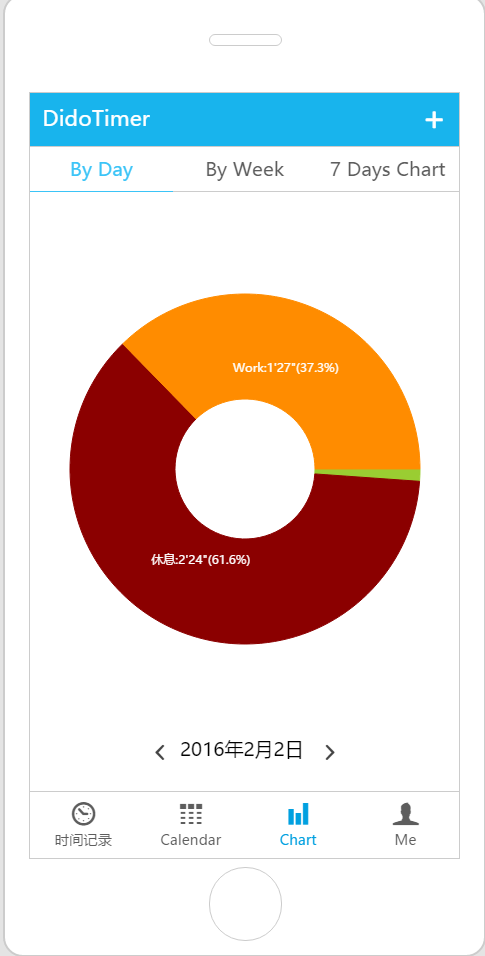 DidoTimer
By Day
By Week
7 Days Chart
Work:1'27"(37.3%)
休息:2'24"(61.6%)
2016年2月2日
时间记录
Calendar
Chart
Me